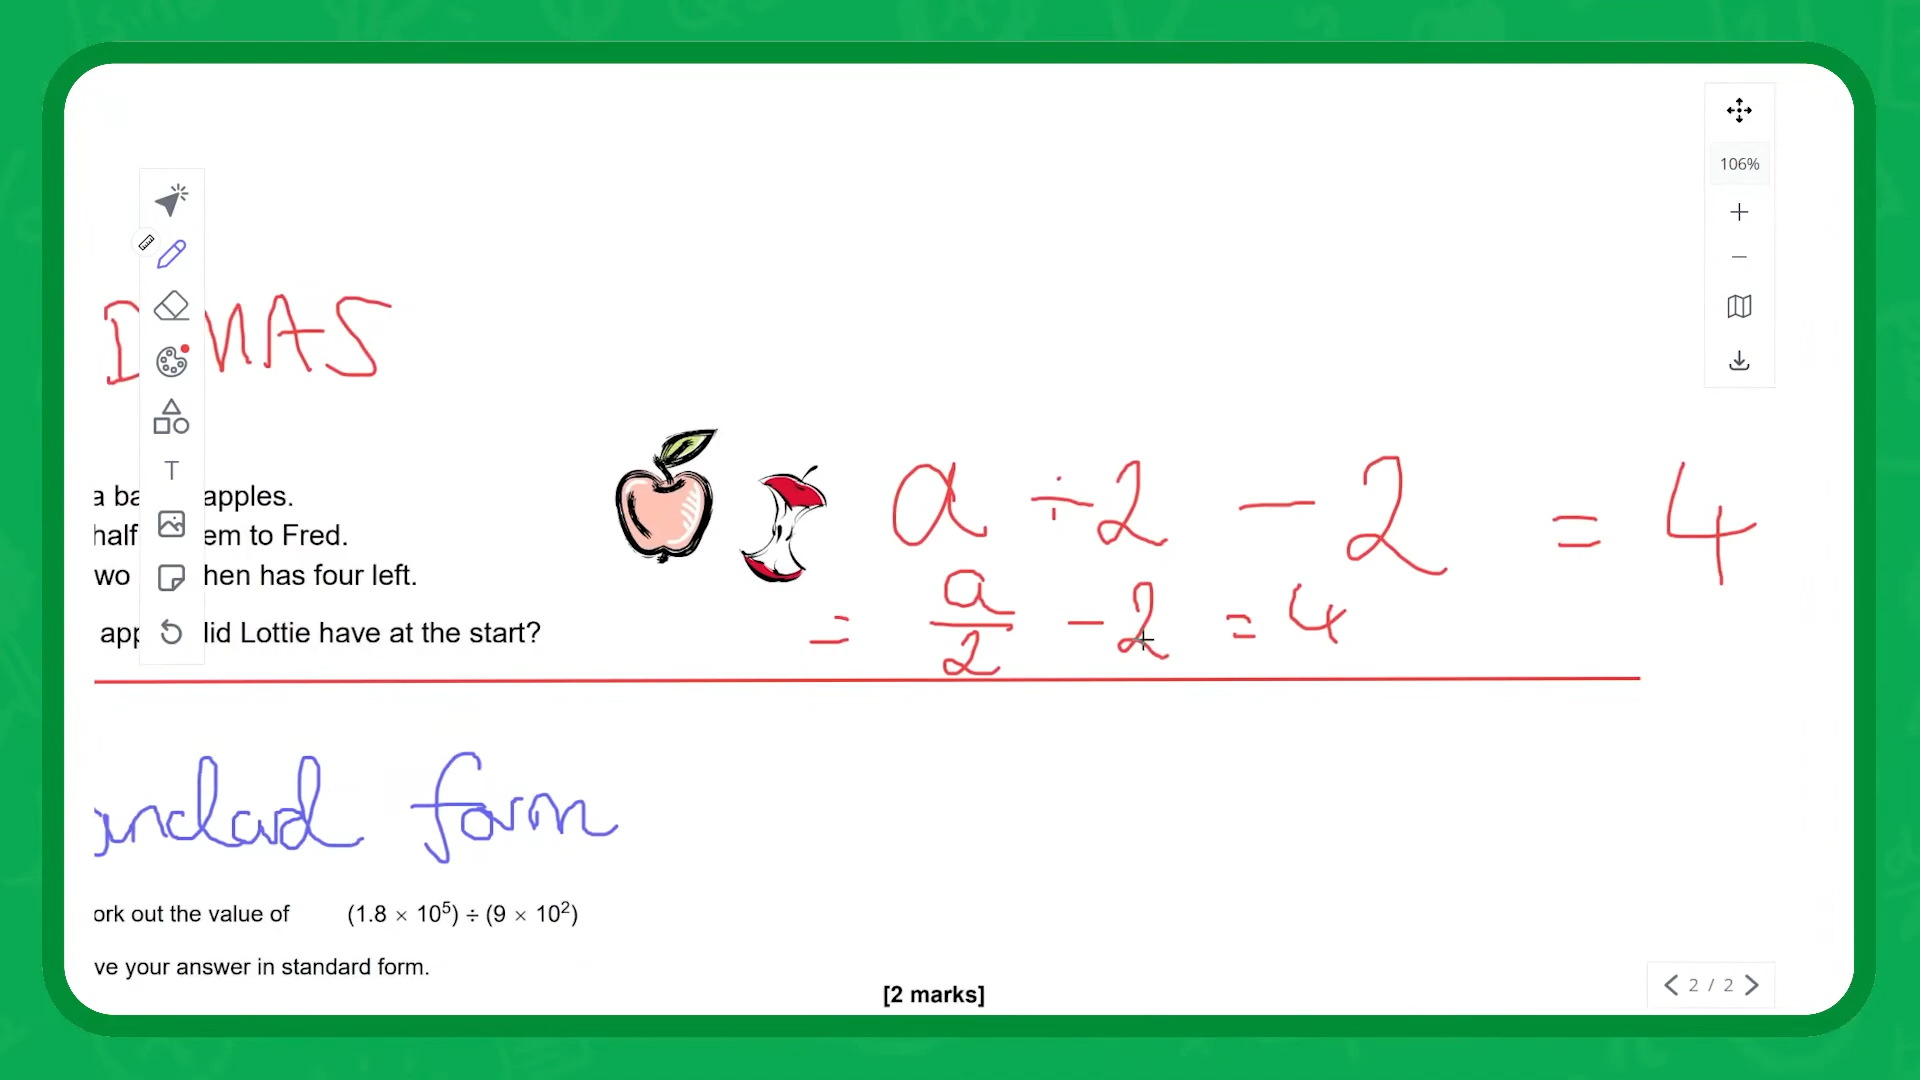 106%
DMAS
a ba apples.
half em to Fred.
wo hen has four left.
app lid Lottie have at the start?
a ÷2 − 2 = 4
= a/2 − 2 = 4
ndard form
ork out the value of (1.8 × 10⁵) ÷ (9 × 10²)
ve your answer in standard form.
[2 marks]
2 / 2
T